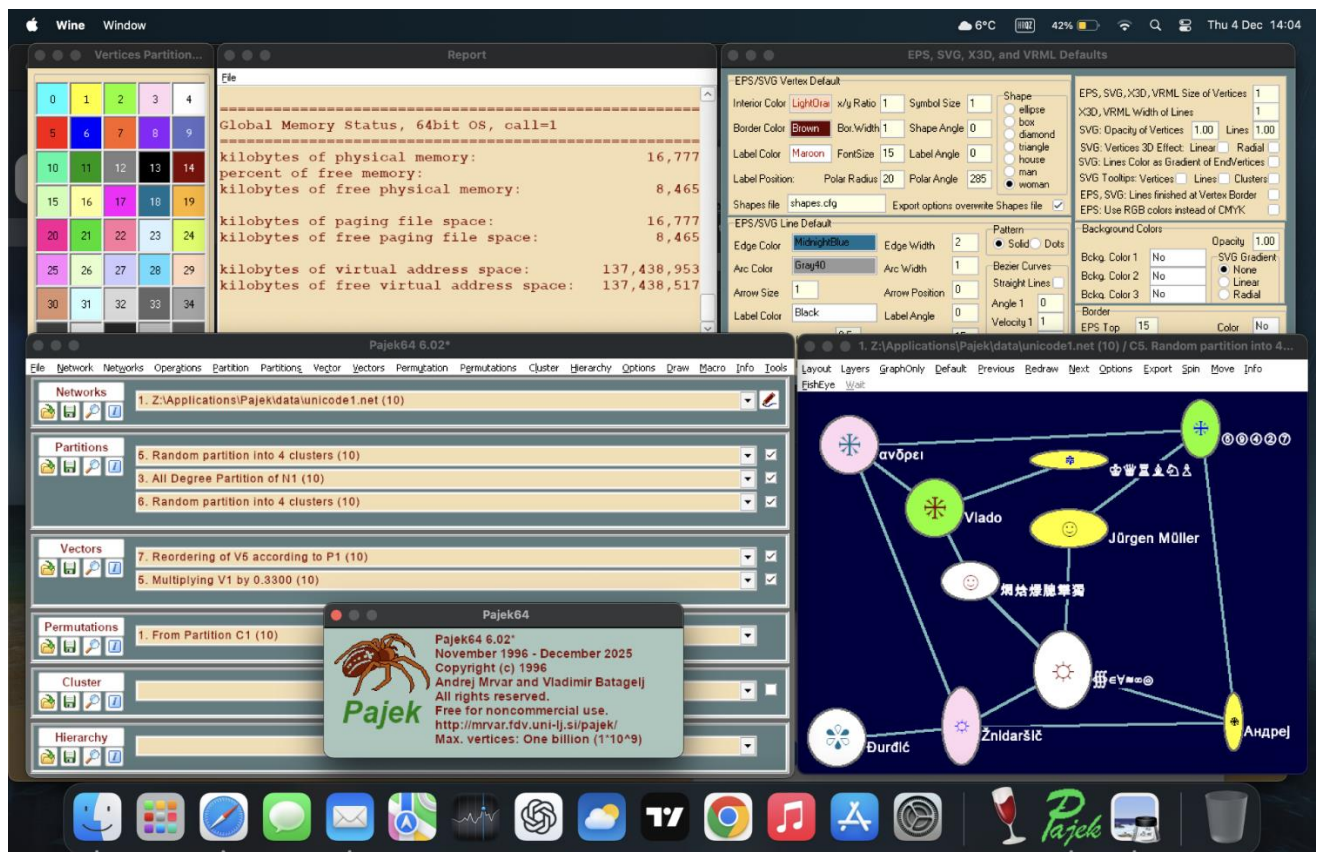 Wine Window
6°C 42% Thu 4 Dec 14:04
Vertices Partition...
0 1 2 3 4
5 6 7 8 9
10 11 12 13 14
15 16 17 18 19
20 21 22 23 24
25 26 27 28 29
30 31 32 33 34
Report
File
Global Memory Status, 64bit OS, call=1
kilobytes of physical memory: 16,777
percent of free memory:
kilobytes of free physical memory: 8,465
kilobytes of paging file space: 16,777
kilobytes of free paging file space: 8,465
kilobytes of virtual address space: 137,438,953
kilobytes of free virtual address space: 137,438,517
EPS, SVG, X3D, and VRML Defaults
EPS/SVG Vertex Default
Interior Color LightOra x/y Ratio 1 Symbol Size 1
Border Color Brown Bor.Width 1 Shape Angle 0
Label Color Maroon FontSize 15 Label Angle 0
Label Position: Polar Radius 20 Polar Angle 285
Shapes file shapes.cfg Export options overwrite Shapes file
Shape
ellipse
box
diamond
triangle
house
man
woman
EPS/SVG Line Default
Edge Color MidnightBlue Edge Width 2
Arc Color Gray40 Arc Width 1
Arrow Size 1 Arrow Position 0
Label Color Black Label Angle 0
Pattern
Solid Dots
Bezier Curves
Straight Lines
Angle 1 0
Velocity 1 1
EPS, SVG, X3D, VRML Size of Vertices 1
X3D, VRML Width of Lines 1
SVG: Opacity of Vertices 1.00 Lines 1.00
SVG: Vertices 3D Effect: Linear Radial
SVG: Lines Color as Gradient of EndVertices
SVG Tooltips: Vertices Lines Clusters
EPS, SVG: Lines finished at Vertex Border
EPS: Use RGB colors instead of CMYK
Background Colors
Opacity 1.00
Bckg. Color 1 No
Bckg. Color 2 No
Bckg. Color 3 No
SVG Gradient
None
Linear
Radial
Border
EPS Top 15 Color No
Pajek64 6.02*
File Network Networks Operations Partition Partitions Vector Vectors Permutation Permutations Cluster Hierarchy Options Draw Macro Info Tools
Networks
1. Z:\Applications\Pajek\data\unicode1.net (10)
Partitions
5. Random partition into 4 clusters (10)
3. All Degree Partition of N1 (10)
6. Random partition into 4 clusters (10)
Vectors
7. Reordering of V6 according to P1 (10)
5. Multiplying V1 by 0.3300 (10)
Permutations
1. From Partition C1 (10)
Cluster
Hierarchy
Pajek64
Pajek
Pajek64 6.02*
November 1996 - December 2025
Copyright (c) 1996
Andrej Mrvar and Vladimir Batagelj
All rights reserved.
Free for noncommercial use.
http://mrvar.fdv.uni-lj.si/pajek/
Max. vertices: One billion (1*10^9)
1. Z:\Applications\Pajek\data\unicode1.net (10) / C5. Random partition into 4...
Layout Layers GraphOnly Default Previous Redraw Next Options Export Spin Move Info
FishEye Wait
ανδρει
♔♕♖♗♘♙
Vlado
Jürgen Müller
∰∈∀≈∞◎
Đurđić
Žnidaršič
Андреј
Pajek